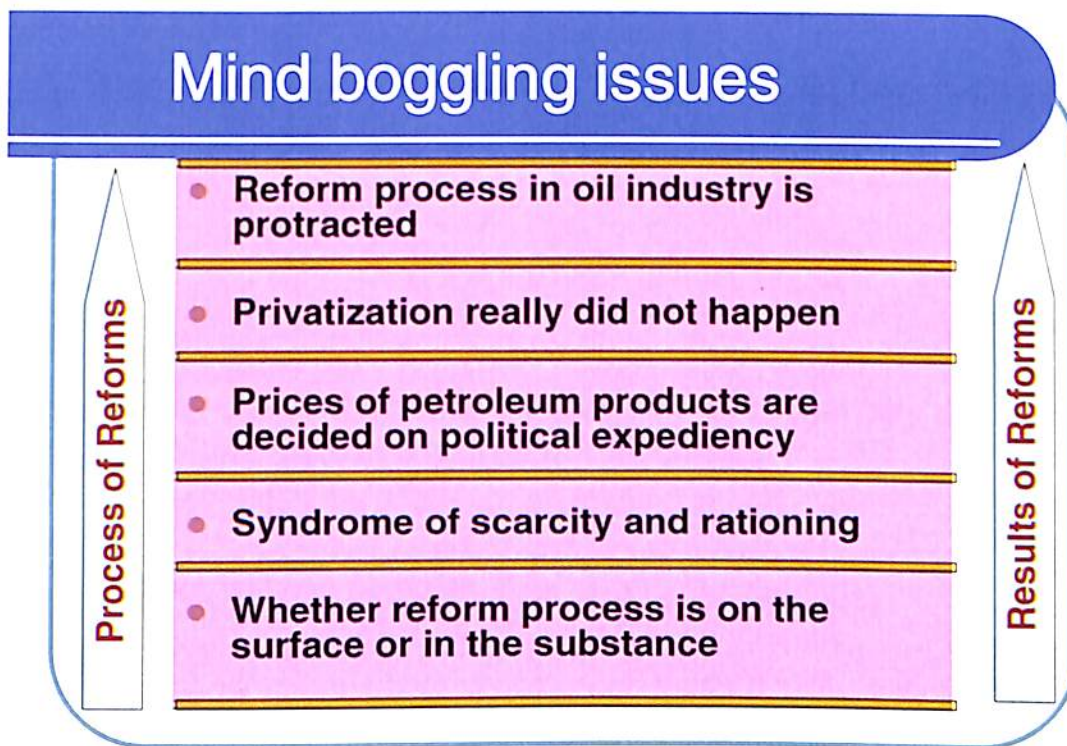 Mind boggling issues
Process of Reforms
• Reform process in oil industry is
protracted
• Privatization really did not happen
• Prices of petroleum products are
decided on political expediency
• Syndrome of scarcity and rationing
• Whether reform process is on the
surface or in the substance
Results of Reforms